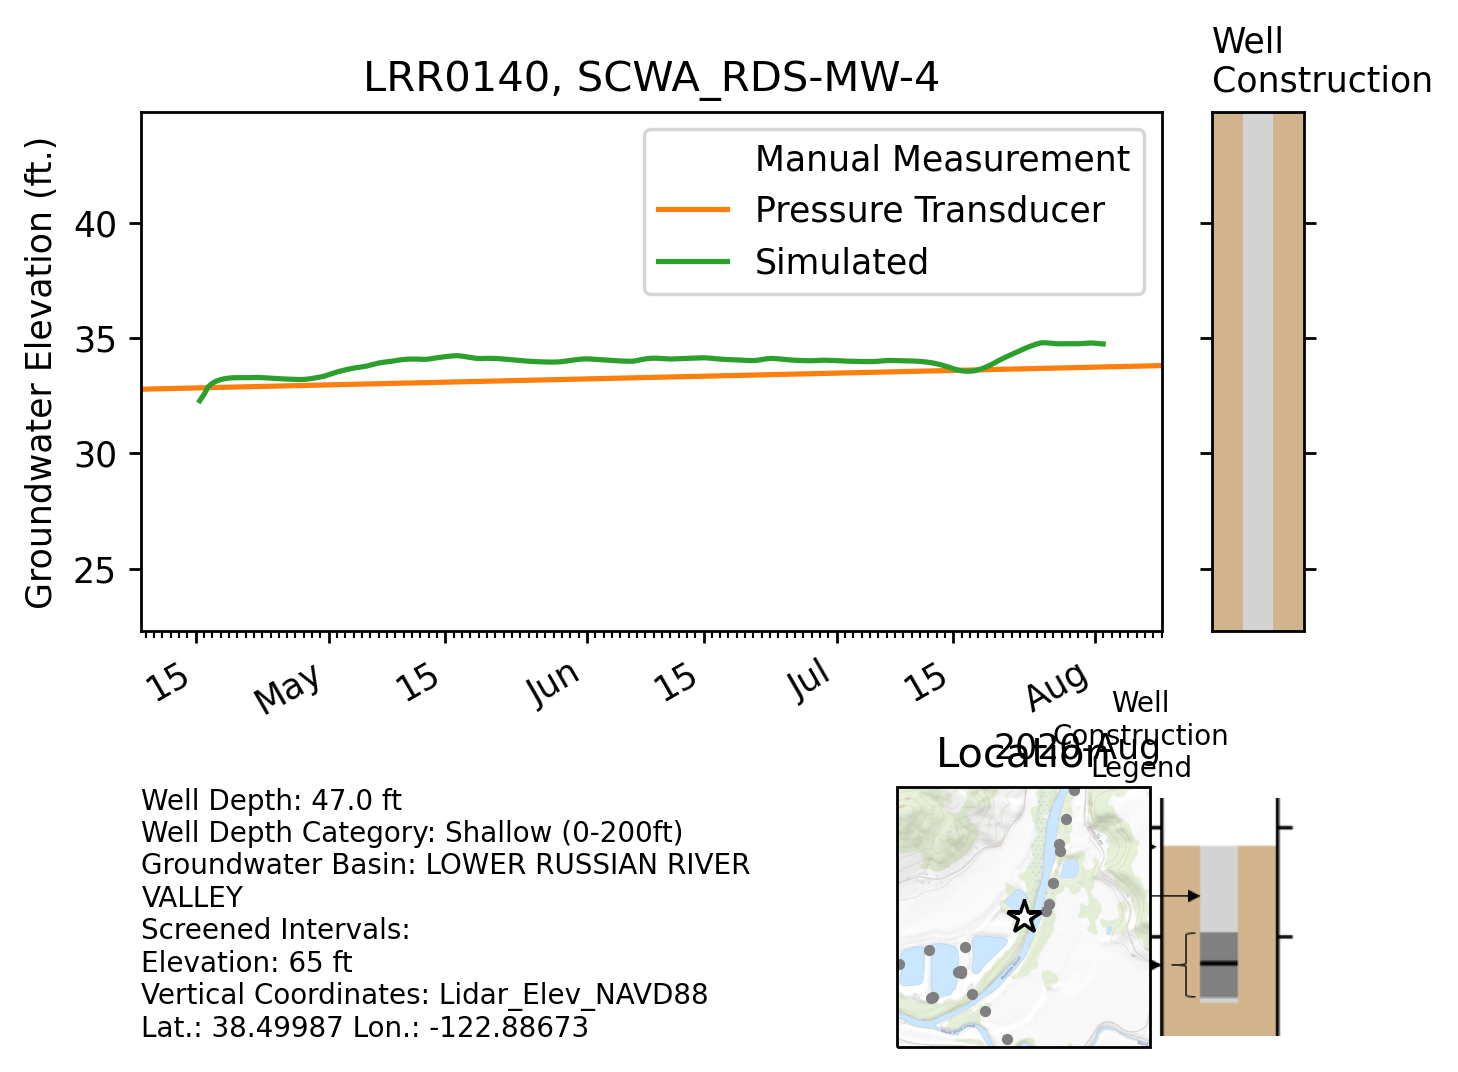 Well
Construction
LRR0140, SCWA_RDS-MW-4
Groundwater Elevation (ft.)
40
35
30
25
Manual Measurement
Pressure Transducer
Simulated
15
May
15
Jun
15
Jul
15
Aug
2020-Aug
Location
Well
Construction
Legend
Well Depth: 47.0 ft
Well Depth Category: Shallow (0-200ft)
Groundwater Basin: LOWER RUSSIAN RIVER
VALLEY
Screened Intervals:
Elevation: 65 ft
Vertical Coordinates: Lidar_Elev_NAVD88
Lat.: 38.49987 Lon.: -122.88673